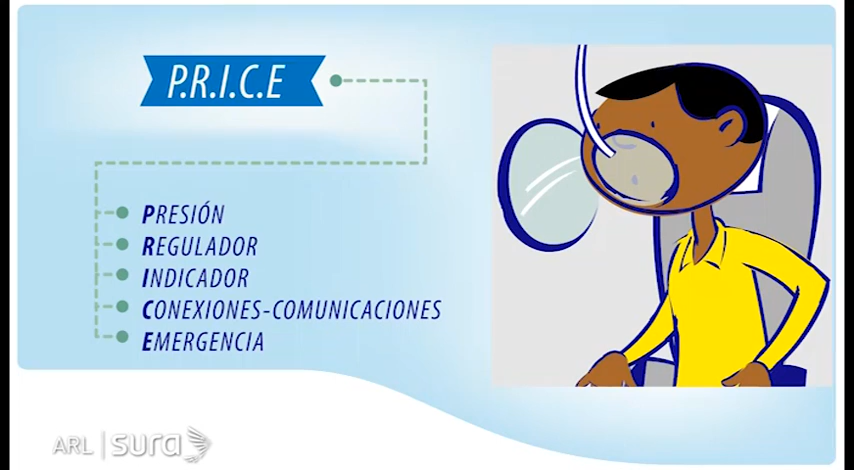 P.R.I.C.E
PRESIÓN
REGULADOR
INDICADOR
CONEXIONES-COMUNICACIONES
EMERGENCIA
ARL | sura